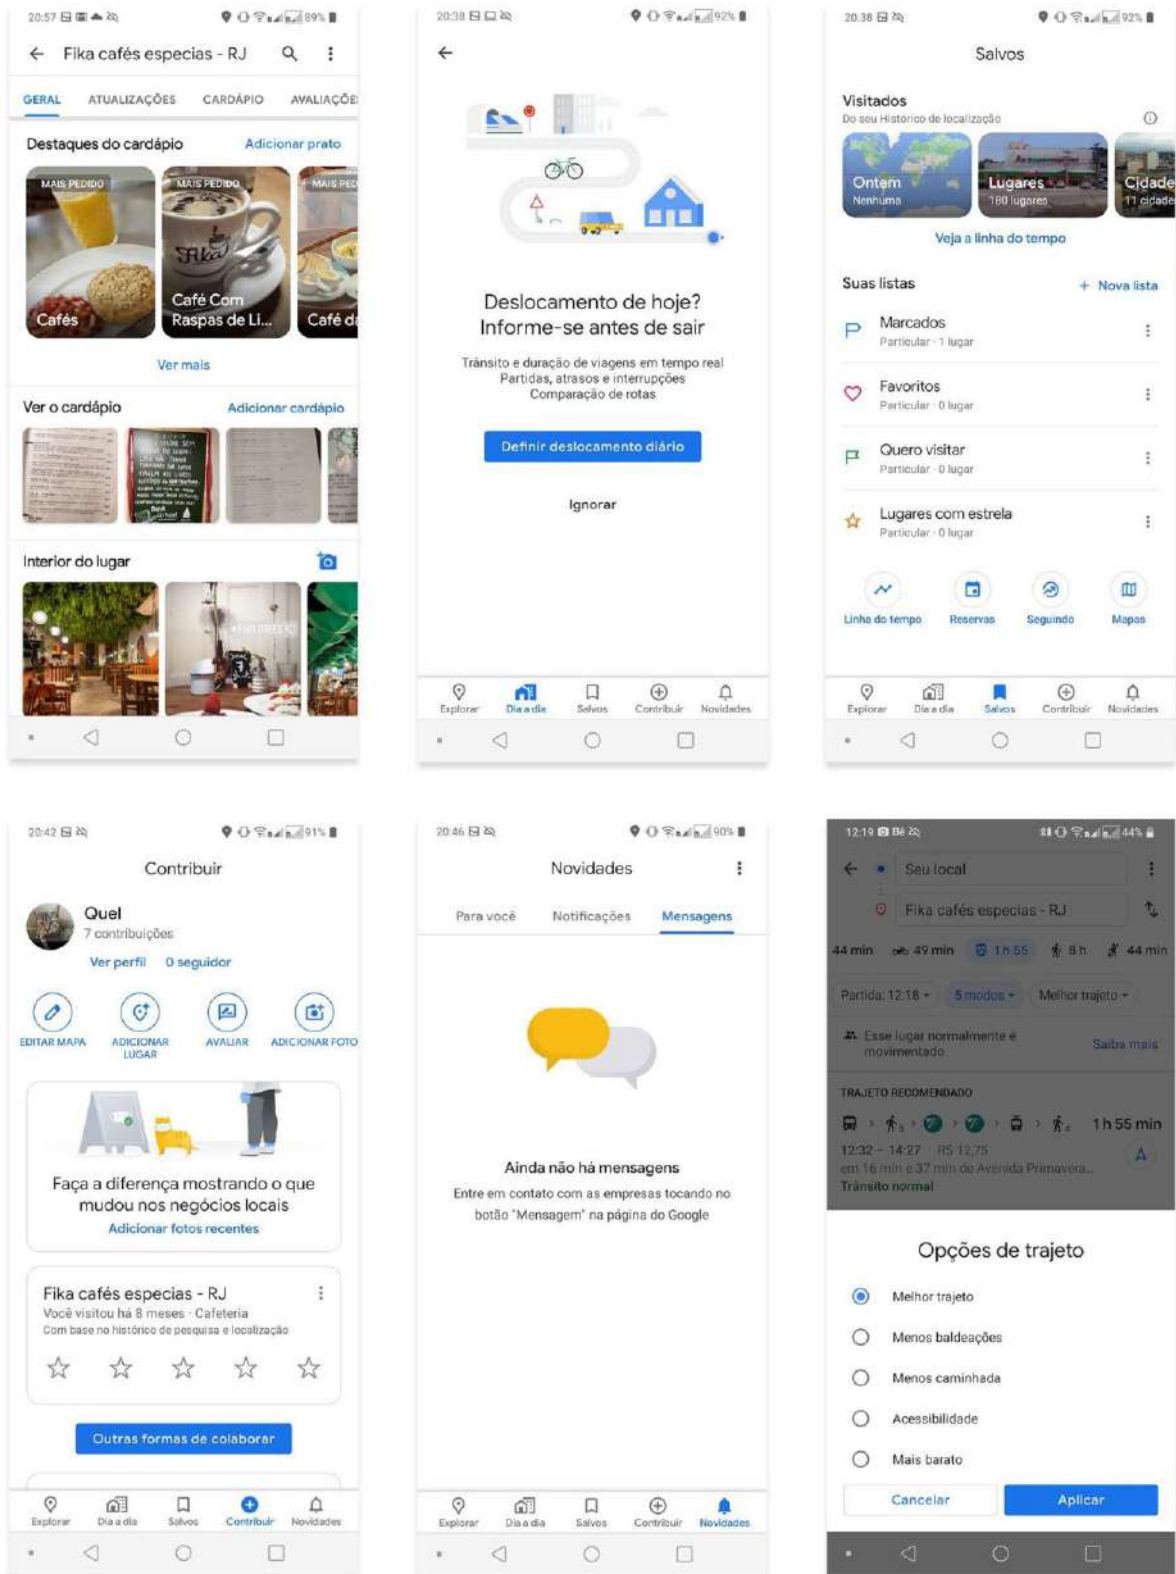 20:57
89%
Fika cafés especias - RJ
GERAL ATUALIZAÇÕES CARDÁPIO AVALIAÇÕE
Destaques do cardápio Adicionar prato
MAIS PEDIDO MAIS PEDIDO MAIS PED
Cafés
Café Com
Raspas de Li...
Café da
Ver mais
Ver o cardápio Adicionar cardápio
Interior do lugar
20:38
92%
Deslocamento de hoje?
Informe-se antes de sair
Trânsito e duração de viagens em tempo real
Partidas, atrasos e interrupções
Comparação de rotas
Definir deslocamento diário
Ignorar
Explorar Dia a dia Salvos Contribuir Novidades
20:38
92%
Salvos
Visitados
Do seu Histórico de localização
Ontem
Nenhuma
Lugares
180 lugares
Cidade
11 cidades
Veja a linha do tempo
Suas listas + Nova lista
Marcados
Particular · 1 lugar
Favoritos
Particular · 0 lugar
Quero visitar
Particular · 0 lugar
Lugares com estrela
Particular · 0 lugar
Linha do tempo Reservas Seguindo Mapas
Explorar Dia a dia Salvos Contribuir Novidades
20:42
91%
Contribuir
Quel
7 contribuições
Ver perfil 0 seguidor
EDITAR MAPA
ADICIONAR
LUGAR
AVALIAR
ADICIONAR FOTO
Faça a diferença mostrando o que
mudou nos negócios locais
Adicionar fotos recentes
Fika cafés especias - RJ
Você visitou há 8 meses · Cafeteria
Com base no histórico de pesquisa e localização
Outras formas de colaborar
Explorar Dia a dia Salvos Contribuir Novidades
20:46
90%
Novidades
Para você Notificações Mensagens
Ainda não há mensagens
Entre em contato com as empresas tocando no
botão "Mensagem" na página do Google
Explorar Dia a dia Salvos Contribuir Novidades
12:19
44%
Seu local
Fika cafés especias - RJ
44 min 49 min 1 h 55 8 h 44 min
Partida: 12:18 5 modos Melhor trajeto
Esse lugar normalmente é
movimentado
Saiba mais
TRAJETO RECOMENDADO
1 h 55 min
12:32 – 14:27 · R$ 12,75
em 16 min e 37 min de Avenida Primavera...
Trânsito normal
Opções de trajeto
Melhor trajeto
Menos baldeações
Menos caminhada
Acessibilidade
Mais barato
Cancelar Aplicar